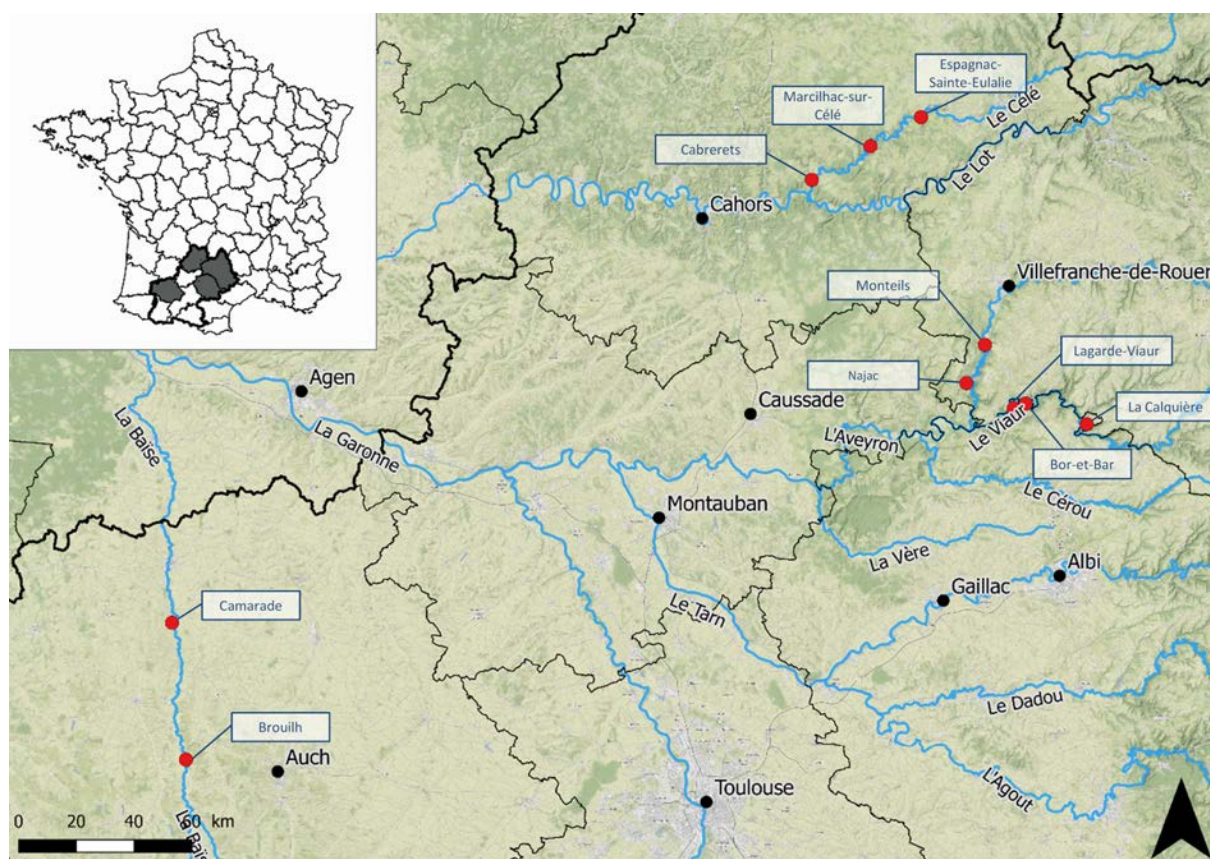 Espagnac-
Sainte-Eulalie
Marcilhac-sur-
Célé
Le Célé
Cabrerets
Le Lot
Cahors
Villefranche-de-Rouer
Monteils
Lagarde-Viaur
Najac
Agen
Caussade
La Calquière
La Baïse
La Garonne
L'Aveyron
Le Viaur
Bor-et-Bar
Le Cérou
Montauban
La Vère
Albi
Gaillac
Camarade
Le Tarn
Le Dadou
Brouilh
Auch
L'Agout
Toulouse
La Baïs
0 20 40 60 km